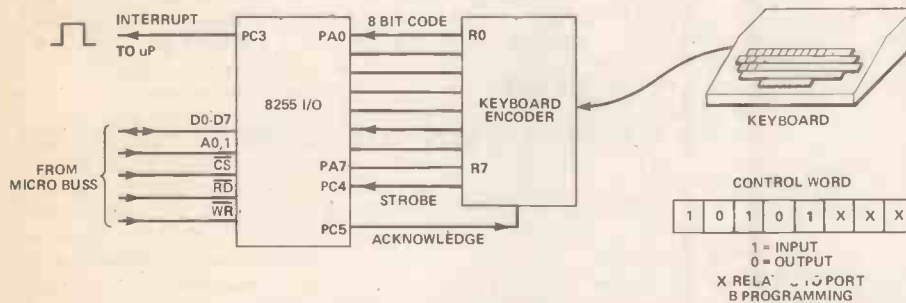 INTERRUPT
TO uP
PC3
PA0
8 BIT CODE
R0
8255 I/O
KEYBOARD
ENCODER
KEYBOARD
D0-D7
A0,1
CS
RD
WR
FROM
MICRO BUSS
PA7
R7
PC4
STROBE
PC5
ACKNOWLEDGE
CONTROL WORD
1 0 1 0 1 X X X
1 = INPUT
0 = OUTPUT
X PORT
B PROGRAMMING